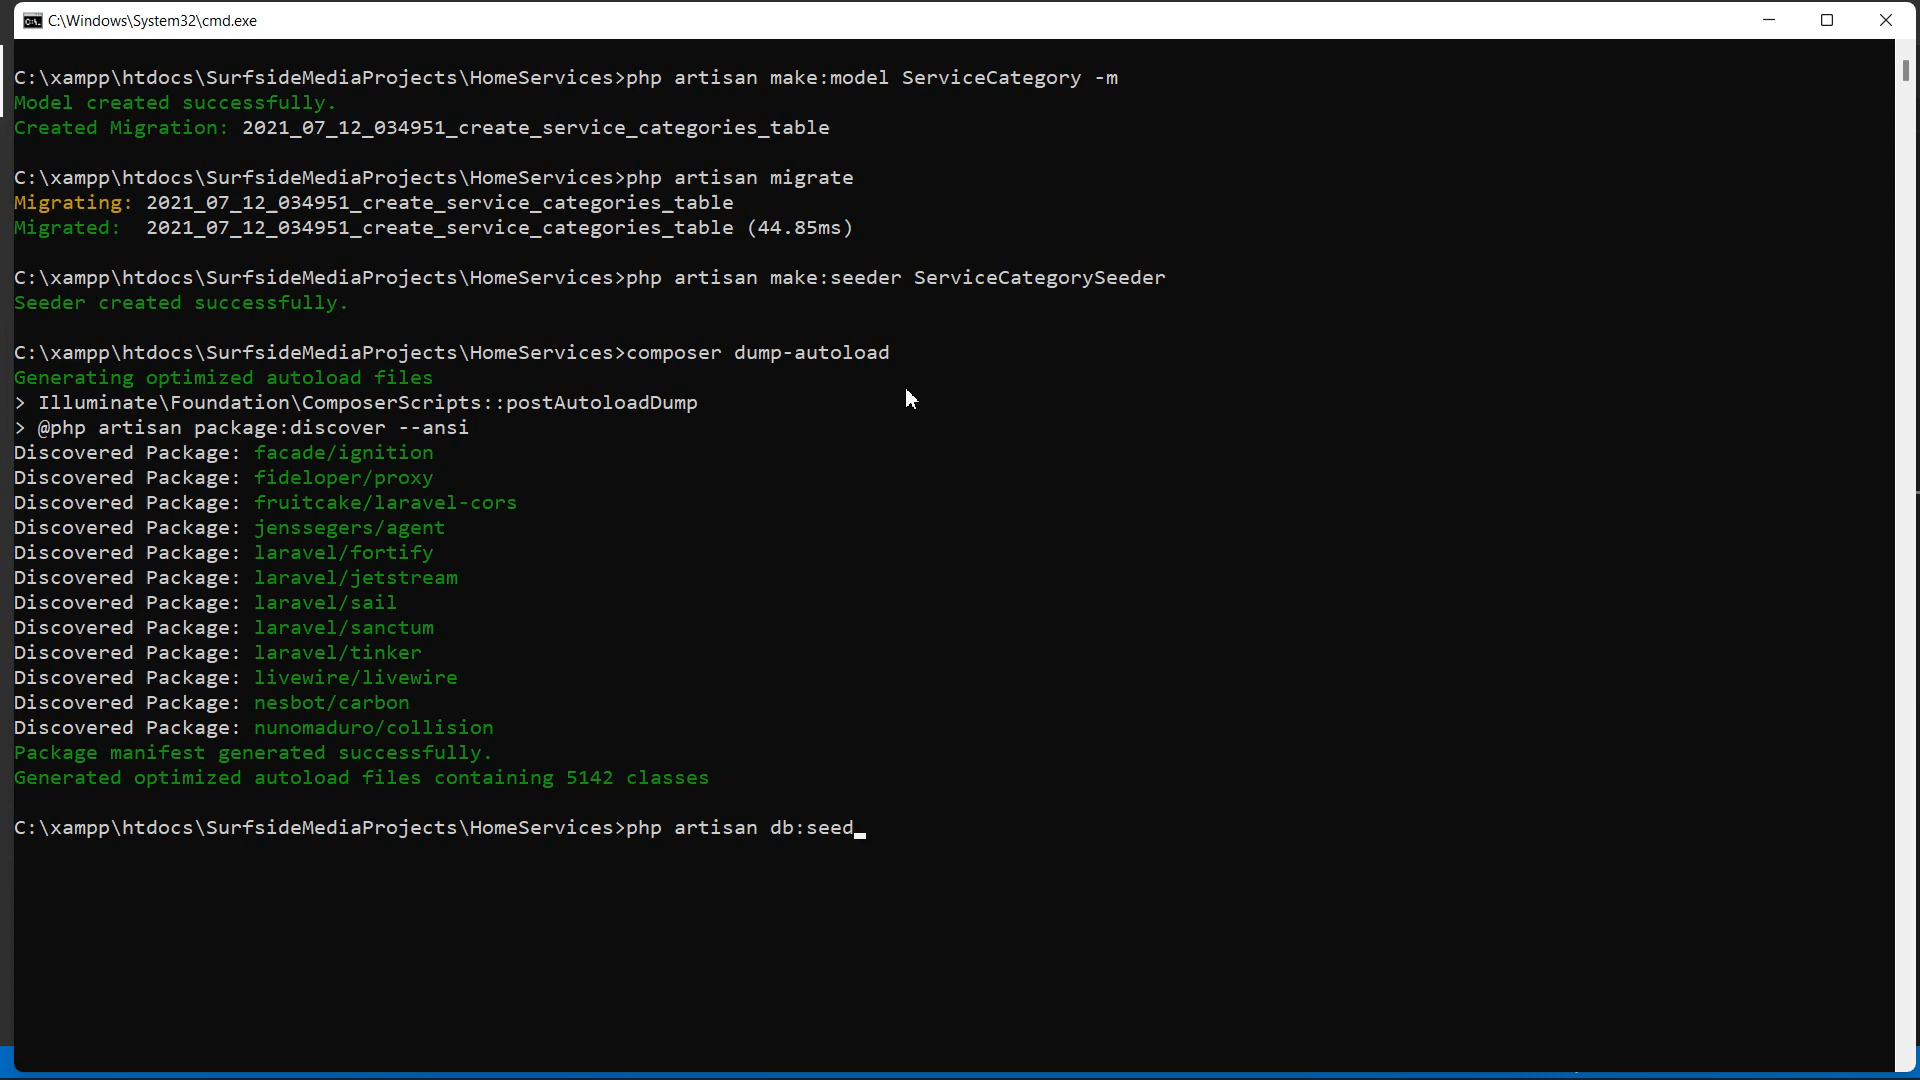 C:\Windows\System32\cmd.exe
C:\xampp\htdocs\SurfsideMediaProjects\HomeServices>php artisan make:model ServiceCategory -m
Model created successfully.
Created Migration: 2021_07_12_034951_create_service_categories_table
C:\xampp\htdocs\SurfsideMediaProjects\HomeServices>php artisan migrate
Migrating: 2021_07_12_034951_create_service_categories_table
Migrated:  2021_07_12_034951_create_service_categories_table (44.85ms)
C:\xampp\htdocs\SurfsideMediaProjects\HomeServices>php artisan make:seeder ServiceCategorySeeder
Seeder created successfully.
C:\xampp\htdocs\SurfsideMediaProjects\HomeServices>composer dump-autoload
Generating optimized autoload files
> Illuminate\Foundation\ComposerScripts::postAutoloadDump
> @php artisan package:discover --ansi
Discovered Package: facade/ignition
Discovered Package: fideloper/proxy
Discovered Package: fruitcake/laravel-cors
Discovered Package: jenssegers/agent
Discovered Package: laravel/fortify
Discovered Package: laravel/jetstream
Discovered Package: laravel/sail
Discovered Package: laravel/sanctum
Discovered Package: laravel/tinker
Discovered Package: livewire/livewire
Discovered Package: nesbot/carbon
Discovered Package: nunomaduro/collision
Package manifest generated successfully.
Generated optimized autoload files containing 5142 classes
C:\xampp\htdocs\SurfsideMediaProjects\HomeServices>php artisan db:seed